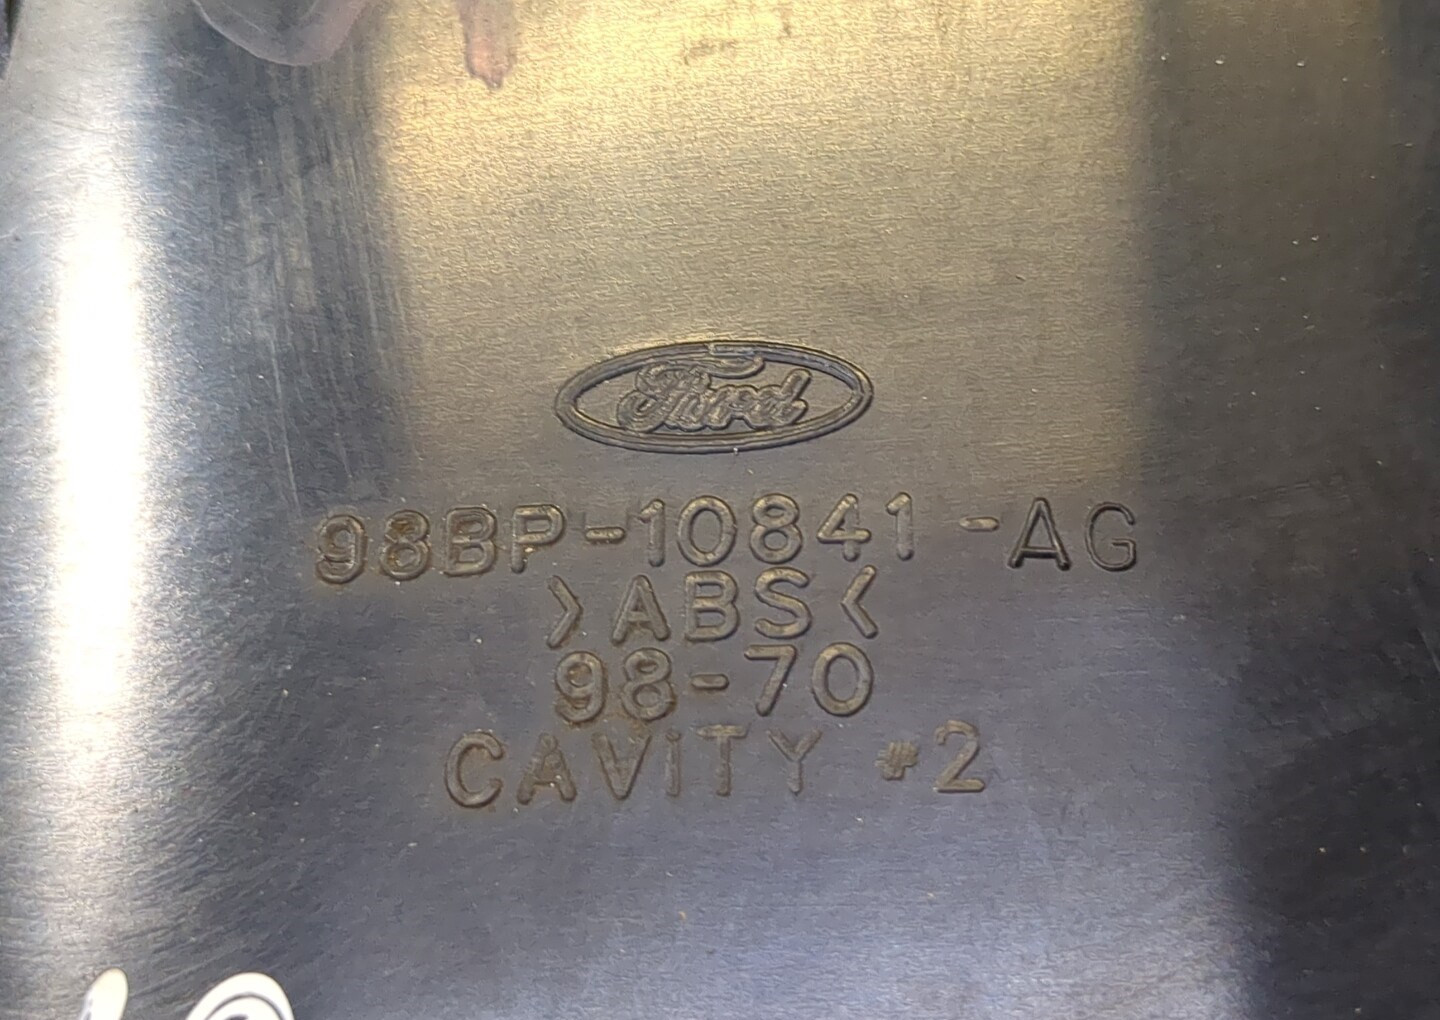 Ford
98BP-10841-AG
>ABS<
98-70
CAVITY #2